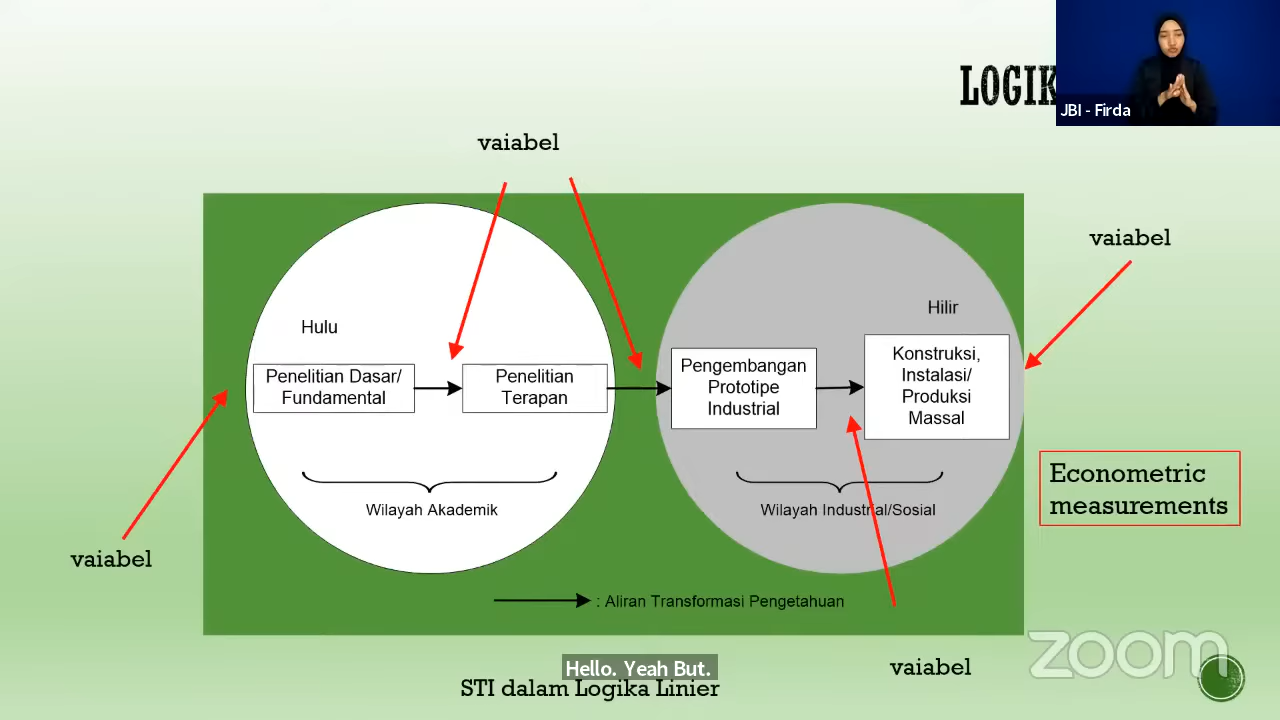 LOGIK
JBI - Firda
vaiabel
vaiabel
Hulu
Hilir
Penelitian Dasar/
Fundamental
Penelitian
Terapan
Pengembangan
Prototipe
Industrial
Konstruksi,
Instalasi/
Produksi
Massal
Econometric
measurements
Wilayah Akademik
Wilayah Industrial/Sosial
vaiabel
: Aliran Transformasi Pengetahuan
zoom
Hello. Yeah But.
vaiabel
STI dalam Logika Linier